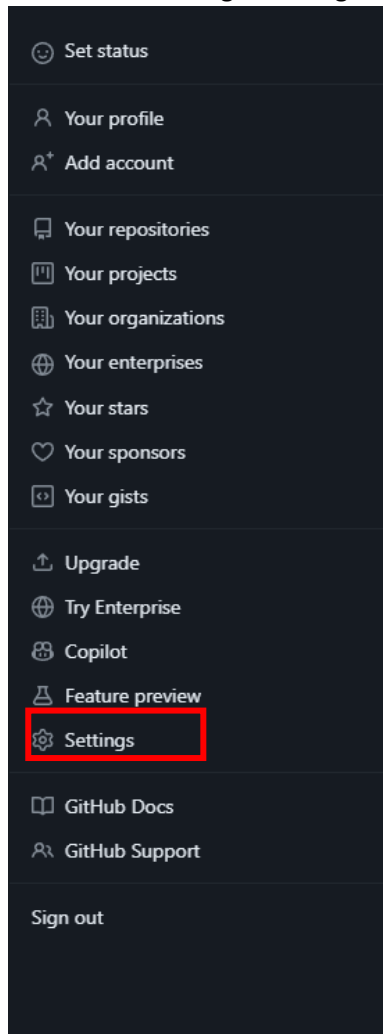 Set status
Your profile
Add account
Your repositories
Your projects
Your organizations
Your enterprises
Your stars
Your sponsors
Your gists
Upgrade
Try Enterprise
Copilot
Feature preview
Settings
GitHub Docs
GitHub Support
Sign out